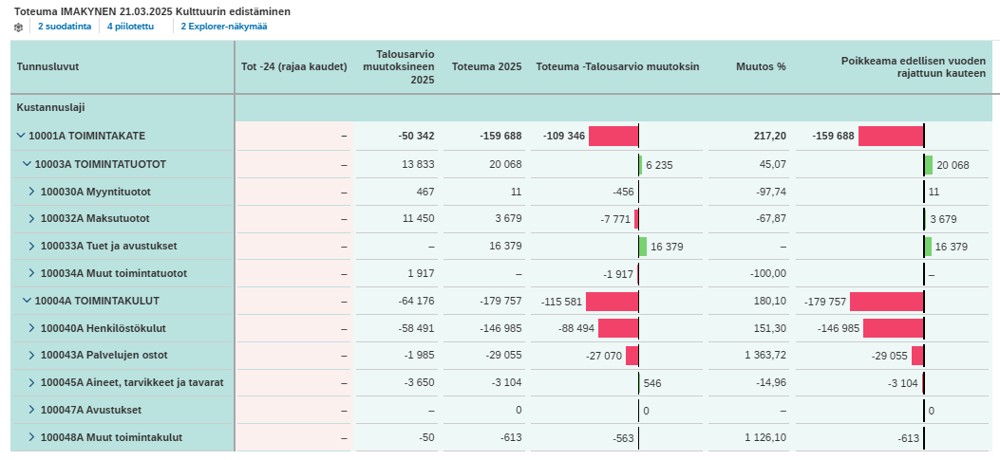 Toteuma IMAKYNEN 21.03.2025 Kulttuurin edistäminen
2 suodatinta 4 piilotettu 2 Explorer-näkymää
Tunnusluvut Tot -24 (rajaa kaudet) Talousarvio muutoksineen 2025 Toteuma 2025 Toteuma -Talousarvio muutoksin Muutos % Poikkeama edellisen vuoden rajattuun kauteen
Kustannuslaji
10001A TOIMINTAKATE – -50 342 -159 688 -109 346 217,20 -159 688
10003A TOIMINTATUOTOT – 13 833 20 068 6 235 45,07 20 068
100030A Myyntituotot – 467 11 -456 -97,74 11
100032A Maksutuotot – 11 450 3 679 -7 771 -67,87 3 679
100033A Tuet ja avustukset – – 16 379 16 379 – 16 379
100034A Muut toimintatuotot – 1 917 – -1 917 -100,00 –
10004A TOIMINTAKULUT – -64 176 -179 757 -115 581 180,10 -179 757
100040A Henkilöstökulut – -58 491 -146 985 -88 494 151,30 -146 985
100043A Palvelujen ostot – -1 985 -29 055 -27 070 1 363,72 -29 055
100045A Aineet, tarvikkeet ja tavarat – -3 650 -3 104 546 -14,96 -3 104
100047A Avustukset – – 0 0 – 0
100048A Muut toimintakulut – -50 -613 -563 1 126,10 -613